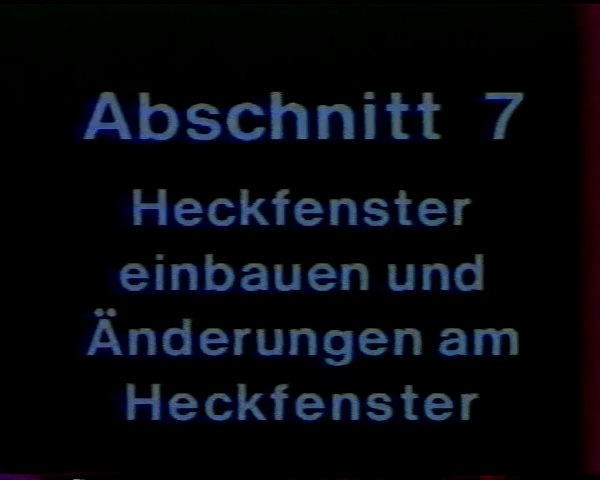 Abschnitt 7
Heckfenster
einbauen und
Änderungen am
Heckfenster